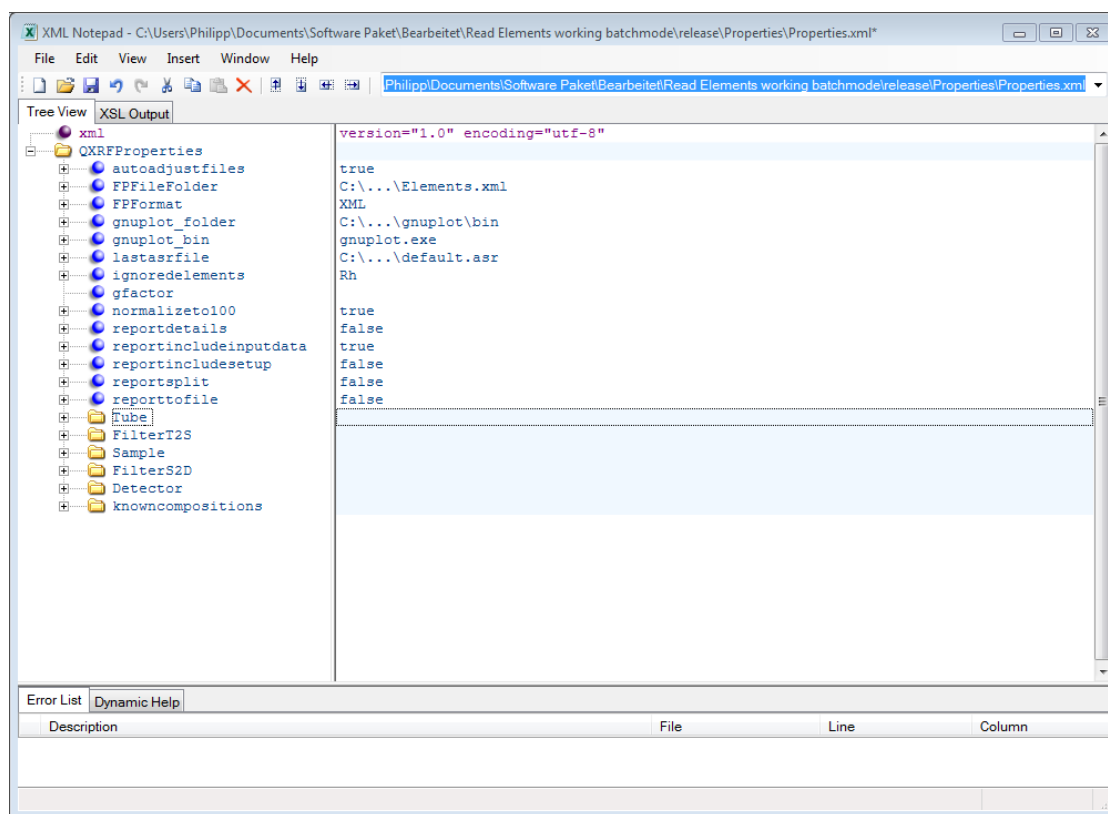 XML Notepad - C:\Users\Philipp\Documents\Software Paket\Bearbeitet\Read Elements working batchmode\release\Properties\Properties.xml*
File Edit View Insert Window Help
Philipp\Documents\Software Paket\Bearbeitet\Read Elements working batchmode\release\Properties\Properties.xml
Tree View XSL Output
xml version="1.0" encoding="utf-8"
QXRFProperties
autoadjustfiles true
FPFileFolder C:\...\Elements.xml
FPFormat XML
gnuplot_folder C:\...\gnuplot\bin
gnuplot_bin gnuplot.exe
lastasrfile C:\...\default.asr
ignoredelements Rh
gfactor
normalizeto100 true
reportdetails false
reportincludeinputdata true
reportincludesetup false
reportsplit false
reporttofile false
Tube
FilterT2S
Sample
FilterS2D
Detector
knowncompositions
Error List Dynamic Help
Description File Line Column